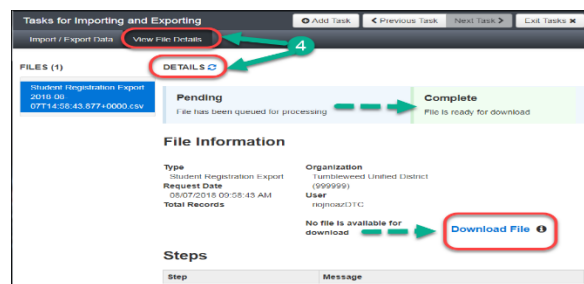 Tasks for Importing and Exporting
Add Task
Previous Task
Next Task
Exit Tasks
Import / Export Data
View File Details
4
FILES (1)
DETAILS
Student Registration Export
2018-08-
07T14:58:43.877+0000.csv
Pending
File has been queued for processing
Complete
File is ready for download
File Information
Type
Student Registration Export
Request Date
08/07/2018 09:58:43 AM
Total Records
Organization
Tumbleweed Unified District
(999999)
User
riojnoazDTC
No file is available for
download
Download File
Steps
Step
Message